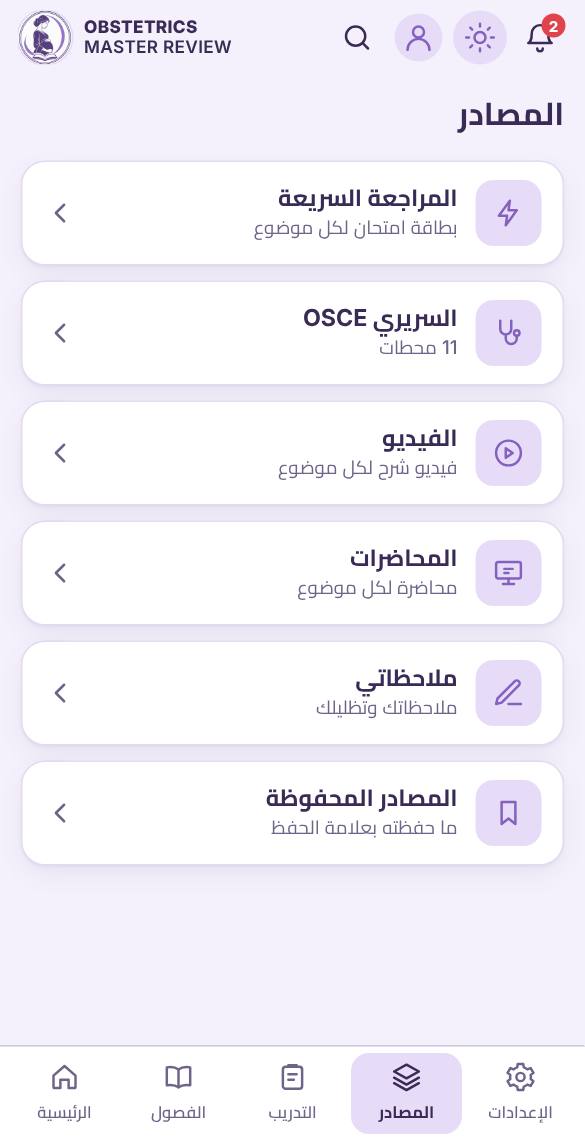 OBSTETRICS
MASTER REVIEW
2
المصادر
المراجعة السريعة
بطاقة امتحان لكل موضوع
السريري OSCE
11 محطات
الفيديو
فيديو شرح لكل موضوع
المحاضرات
محاضرة لكل موضوع
ملاحظاتي
ملاحظاتك وتظليلك
المصادر المحفوظة
ما حفظته بعلامة الحفظ
الإعدادات
المصادر
التدريب
الفصول
الرئيسية